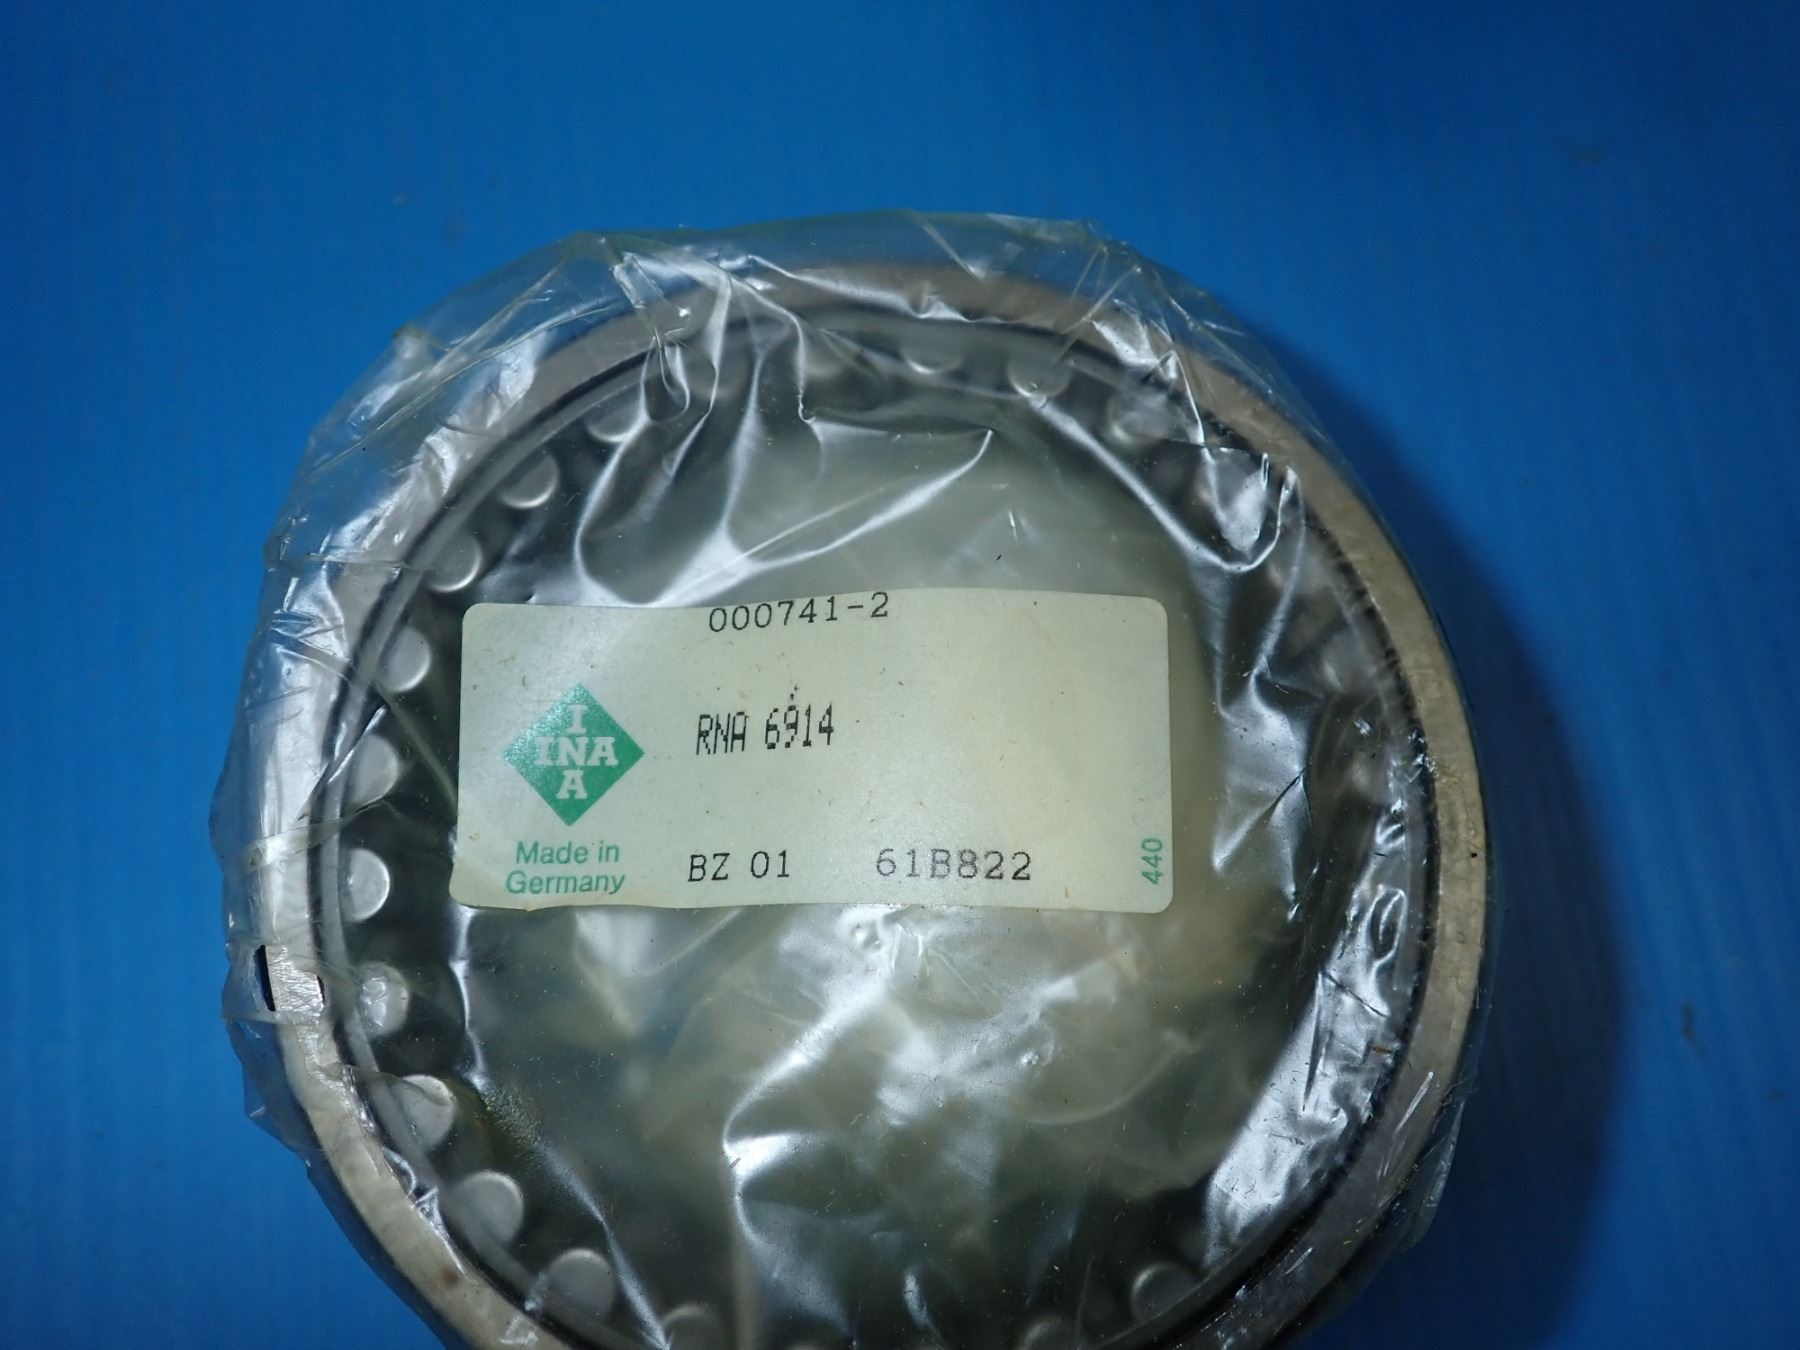 000741-2
I
INA
A
RNA 6914
Made in
Germany
BZ 01 61B822
440